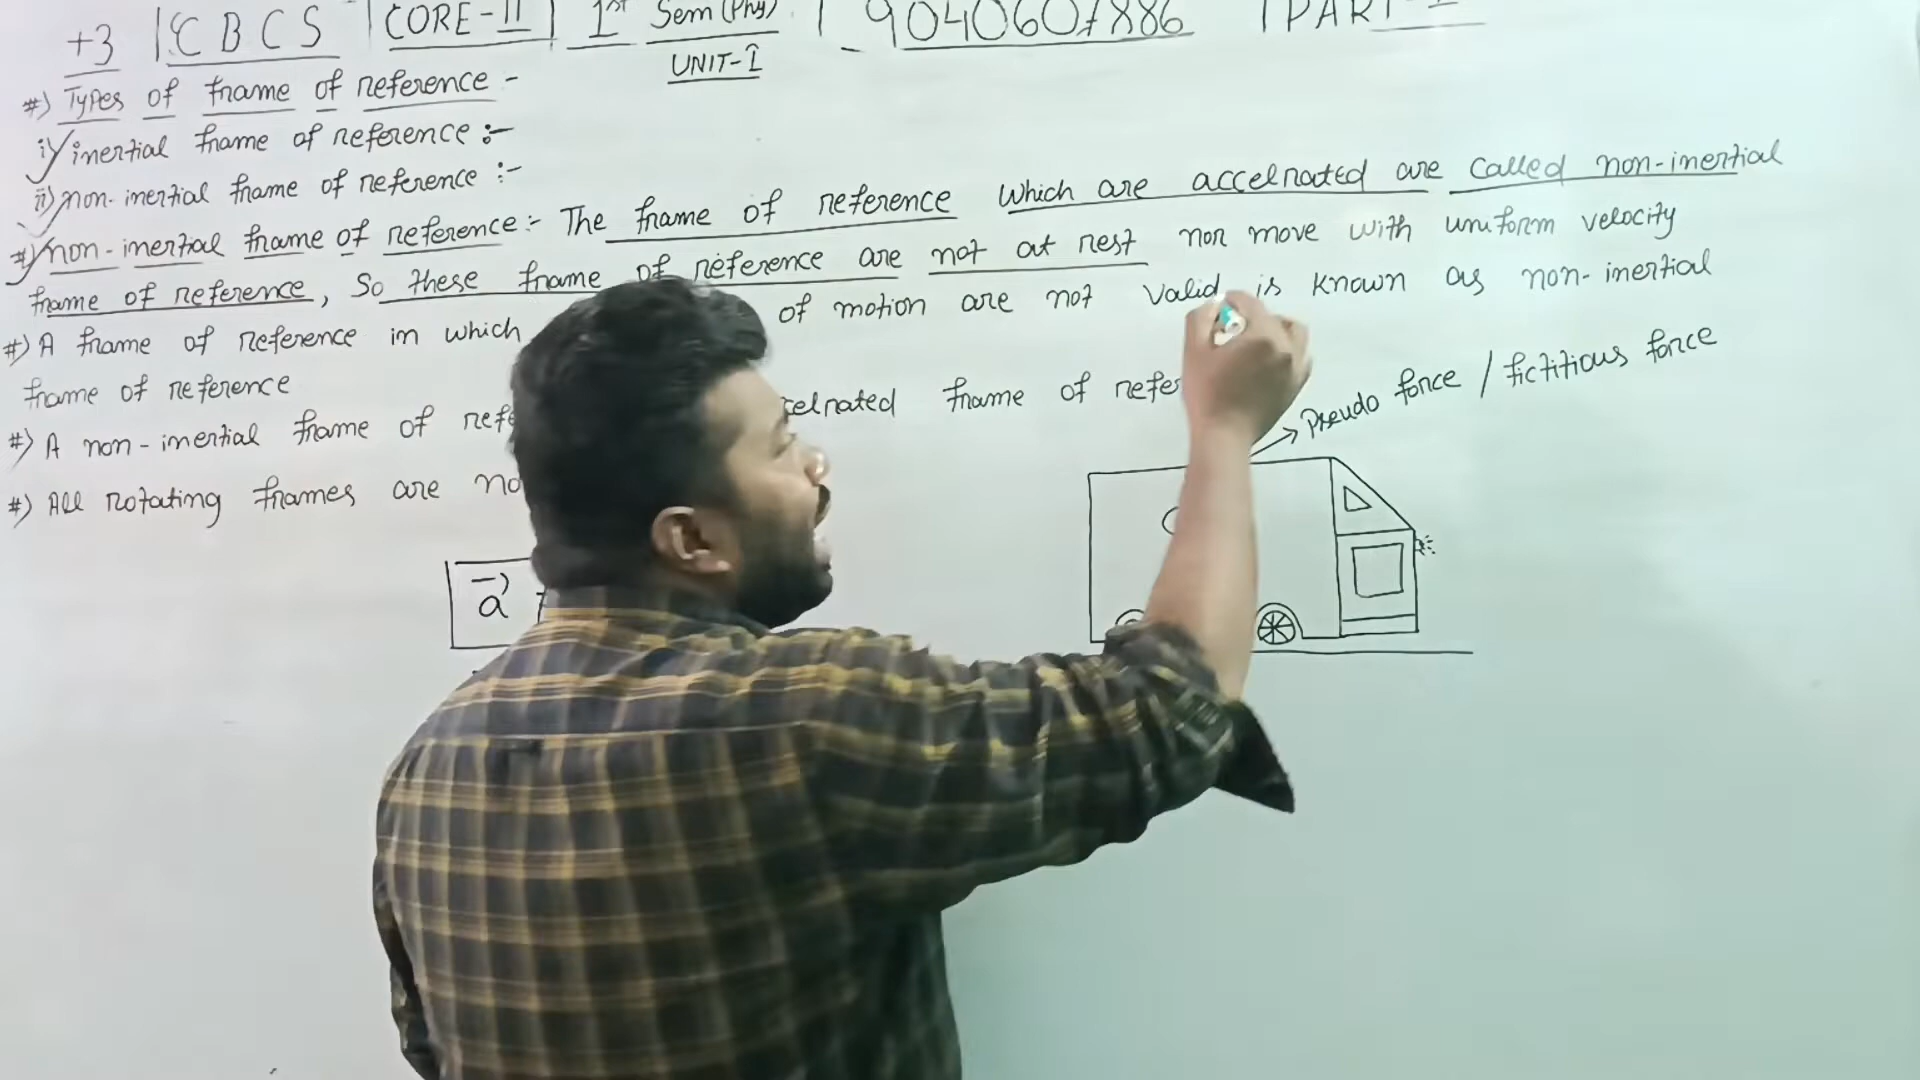 +3 | CBCS | CORE-II | 1st Sem (Phy) | 9040607886 | PART-
UNIT-I
#) Types of frame of reference -
i) inertial frame of reference :-
ii) non-inertial frame of reference :-
#) non-inertial frame of reference :- The frame of reference which are accelnated are called non-inertial
frame of reference, So these frame of reference are not at rest nor move with uniform velocity
#) A frame of reference in which of motion are not valid is known as non-inertial
frame of reference
#) A non-inertial frame of frame of
#) All rotating frames are
Pseudo force / fictitious force
a⃗